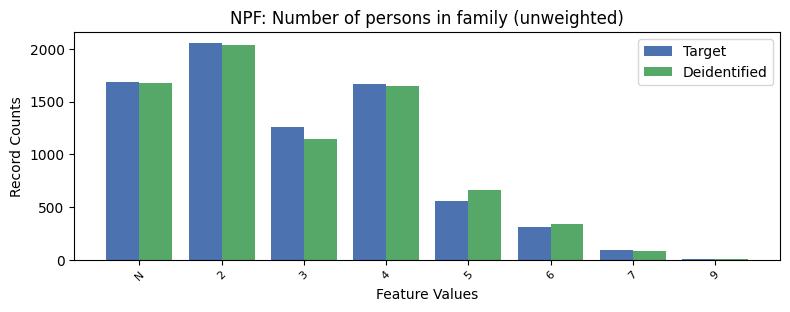 NPF: Number of persons in family (unweighted)
Target
Deidentified
Record Counts
2000
1500
1000
500
0
N 2 3 4 5 6 7 9
Feature Values